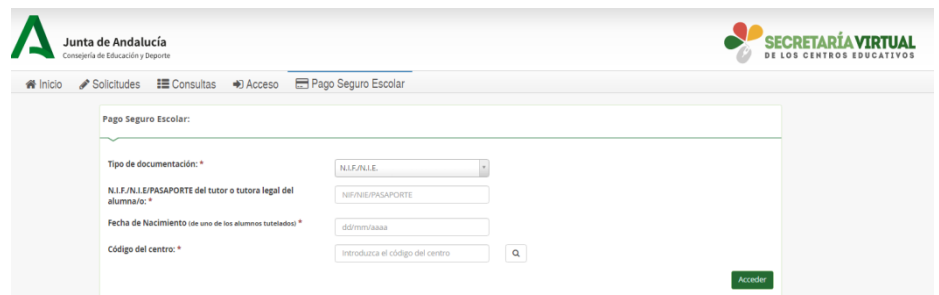 Junta de Andalucía
Consejería de Educación y Deporte
SECRETARÍA VIRTUAL
DE LOS CENTROS EDUCATIVOS
Inicio Solicitudes Consultas Acceso Pago Seguro Escolar
Pago Seguro Escolar:
Tipo de documentación: * N.I.F./N.I.E.
N.I.F./N.I.E/PASAPORTE del tutor o tutora legal del
alumna/o: * NIF/NIE/PASAPORTE
Fecha de Nacimiento (de uno de los alumnos tutelados) * dd/mm/aaaa
Código del centro: * Introduzca el código del centro
Acceder